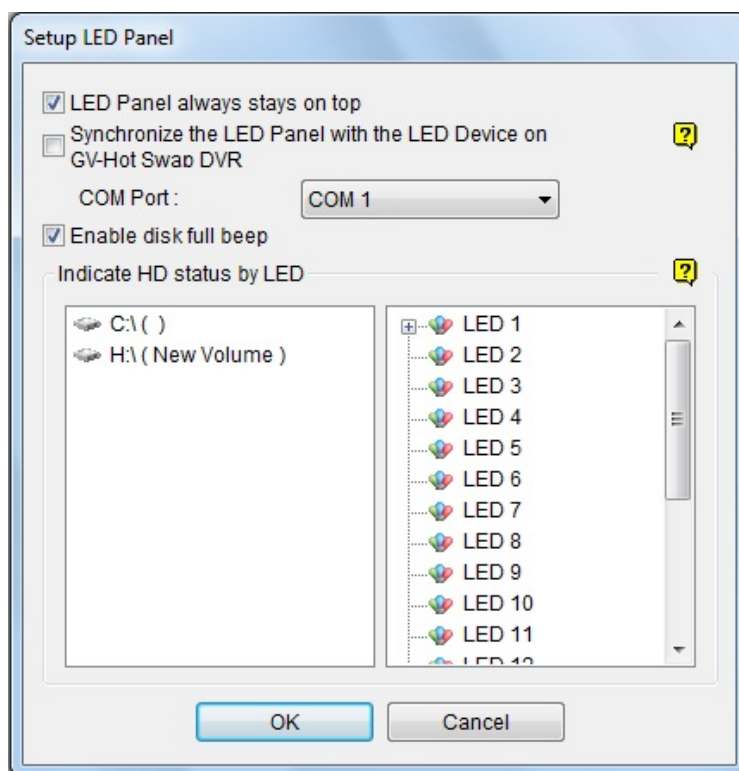 Setup LED Panel
LED Panel always stays on top
Synchronize the LED Panel with the LED Device on
GV-Hot Swap DVR
COM Port :
COM 1
Enable disk full beep
Indicate HD status by LED
C:\ ( )
H:\ ( New Volume )
LED 1
LED 2
LED 3
LED 4
LED 5
LED 6
LED 7
LED 8
LED 9
LED 10
LED 11
LED 12
OK
Cancel